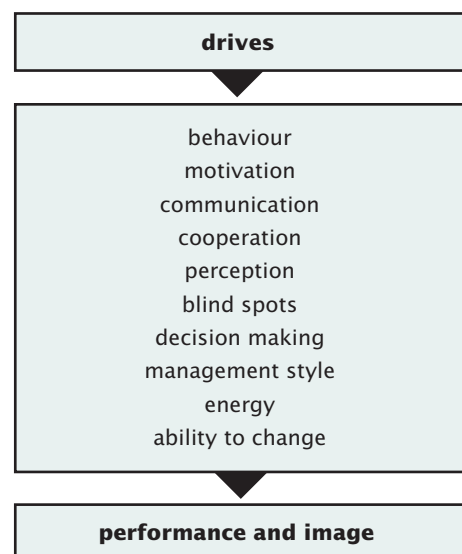 drives
behaviour
motivation
communication
cooperation
perception
blind spots
decision making
management style
energy
ability to change
performance and image